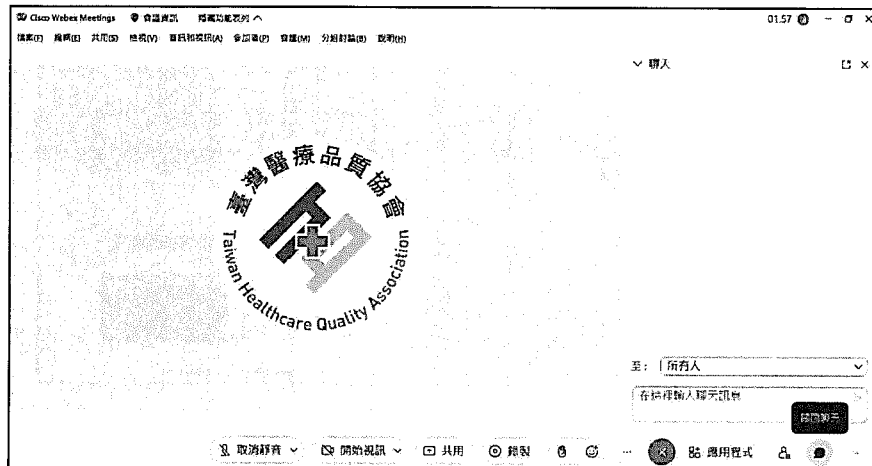 Cisco Webex Meetings 會議資訊 隱藏功能表列 01:57
檔案(F) 編輯(E) 共用(S) 檢視(V) 音訊和視訊(A) 參加者(P) 會議(M) 分組討論(B) 說明(H)
聊天
臺灣醫療品質協會
Taiwan Healthcare Quality Association
至: 所有人
在這裡輸入聊天訊息
取消靜音 開始視訊 共用 錄製 應用程式